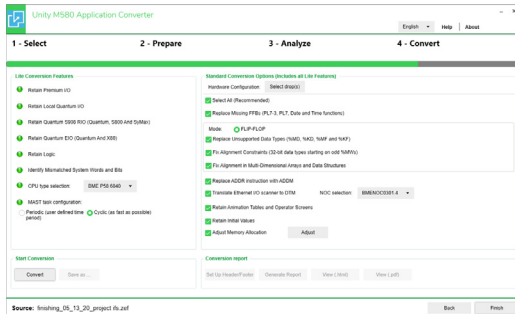 Unity M580 Application Converter
English Help About
1 - Select 2 - Prepare 3 - Analyze 4 - Convert
Lite Conversion Features
Retain Premium I/O
Retain Local Quantum I/O
Retain Quantum S908 RIO (Quantum, S800 And SyMax)
Retain Quantum EIO (Quantum And X80)
Retain Logic
Identify Mismatched System Words and Bits
CPU type selection: BME P58 6040
MAST task configuration:
Periodic (user defined time period) Cyclic (as fast as possible)
Standard Conversion Options (Includes all Lite Features)
Hardware Configuration: Select drop(s)
Select All (Recommended)
Replace Missing FFBs (PL7-3, PL7, Date and Time functions)
Mode: FLIP-FLOP
Replace Unsupported Data Types (%MD, %KD, %MF and %KF)
Fix Alignment Constraints (32-bit data types starting on odd %MWs)
Fix Alignment in Multi-Dimensional Arrays and Data Structures
Replace ADDR instruction with ADDM
Translate Ethernet I/O scanner to DTM NOC selection: BMENOC0301.4
Retain Animation Tables and Operator Screens
Retain Initial Values
Adjust Memory Allocation Adjust
Start Conversion
Convert Save as ...
Conversion report
Set Up Header/Footer Generate Report View (.html) View (.pdf)
Source: finishing_05_13_20_project ifs.zef
Back Finish